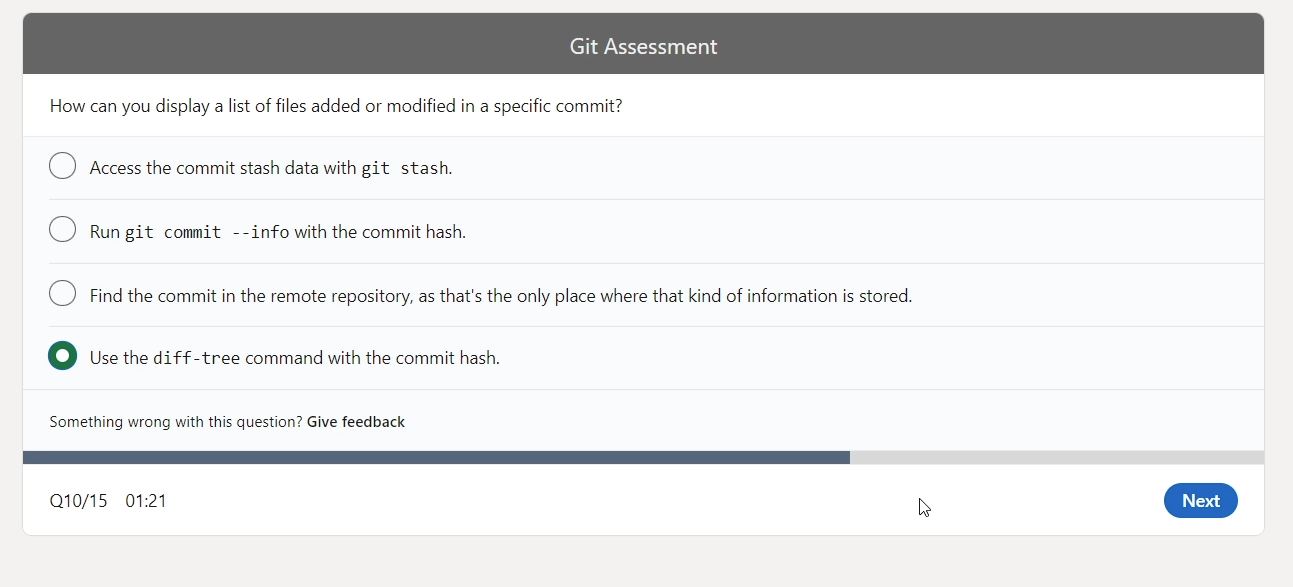 Git Assessment
How can you display a list of files added or modified in a specific commit?
Access the commit stash data with git stash.
Run git commit --info with the commit hash.
Find the commit in the remote repository, as that's the only place where that kind of information is stored.
Use the diff-tree command with the commit hash.
Something wrong with this question? Give feedback
Q10/15 01:21
Next